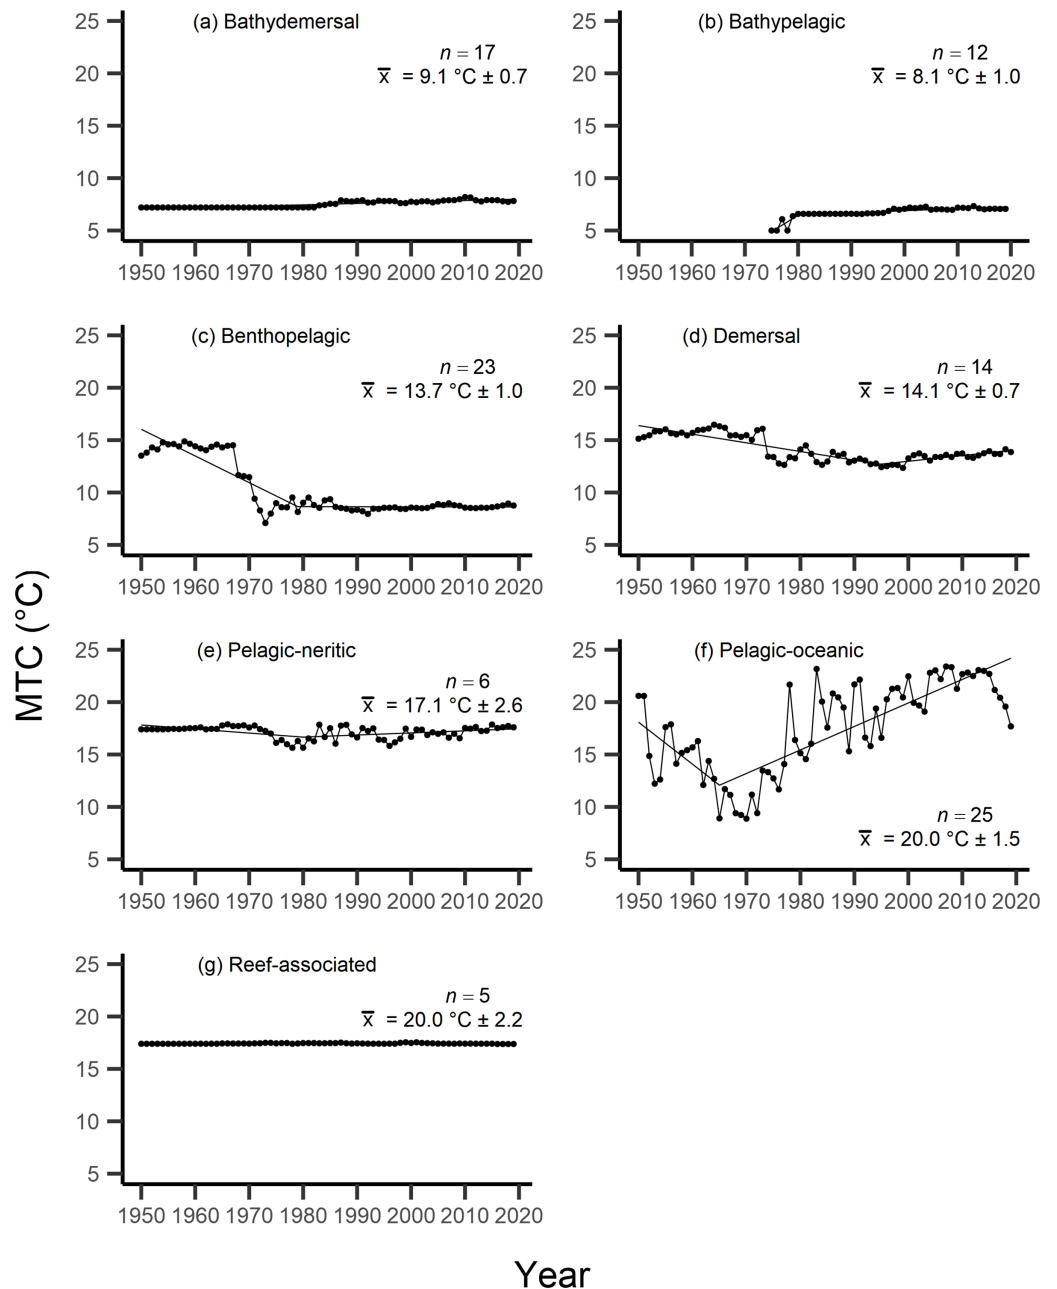 (a) Bathydermersal
n = 17
x̄ = 9.1 °C ± 0.7
25
20
15
10
5
1950 1960 1970 1980 1990 2000 2010 2020
(b) Bathypelagic
n = 12
x̄ = 8.1 °C ± 1.0
25
20
15
10
5
1950 1960 1970 1980 1990 2000 2010 2020
(c) Benthopelagic
n = 23
x̄ = 13.7 °C ± 1.0
25
20
15
10
5
1950 1960 1970 1980 1990 2000 2010 2020
(d) Demersal
n = 14
x̄ = 14.1 °C ± 0.7
25
20
15
10
5
1950 1960 1970 1980 1990 2000 2010 2020
(e) Pelagic-neritic
n = 6
x̄ = 17.1 °C ± 2.6
25
20
15
10
5
1950 1960 1970 1980 1990 2000 2010 2020
(f) Pelagic-oceanic
n = 25
x̄ = 20.0 °C ± 1.5
25
20
15
10
5
1950 1960 1970 1980 1990 2000 2010 2020
(g) Reef-associated
n = 5
x̄ = 20.0 °C ± 2.2
25
20
15
10
5
1950 1960 1970 1980 1990 2000 2010 2020
MTC (°C)
Year